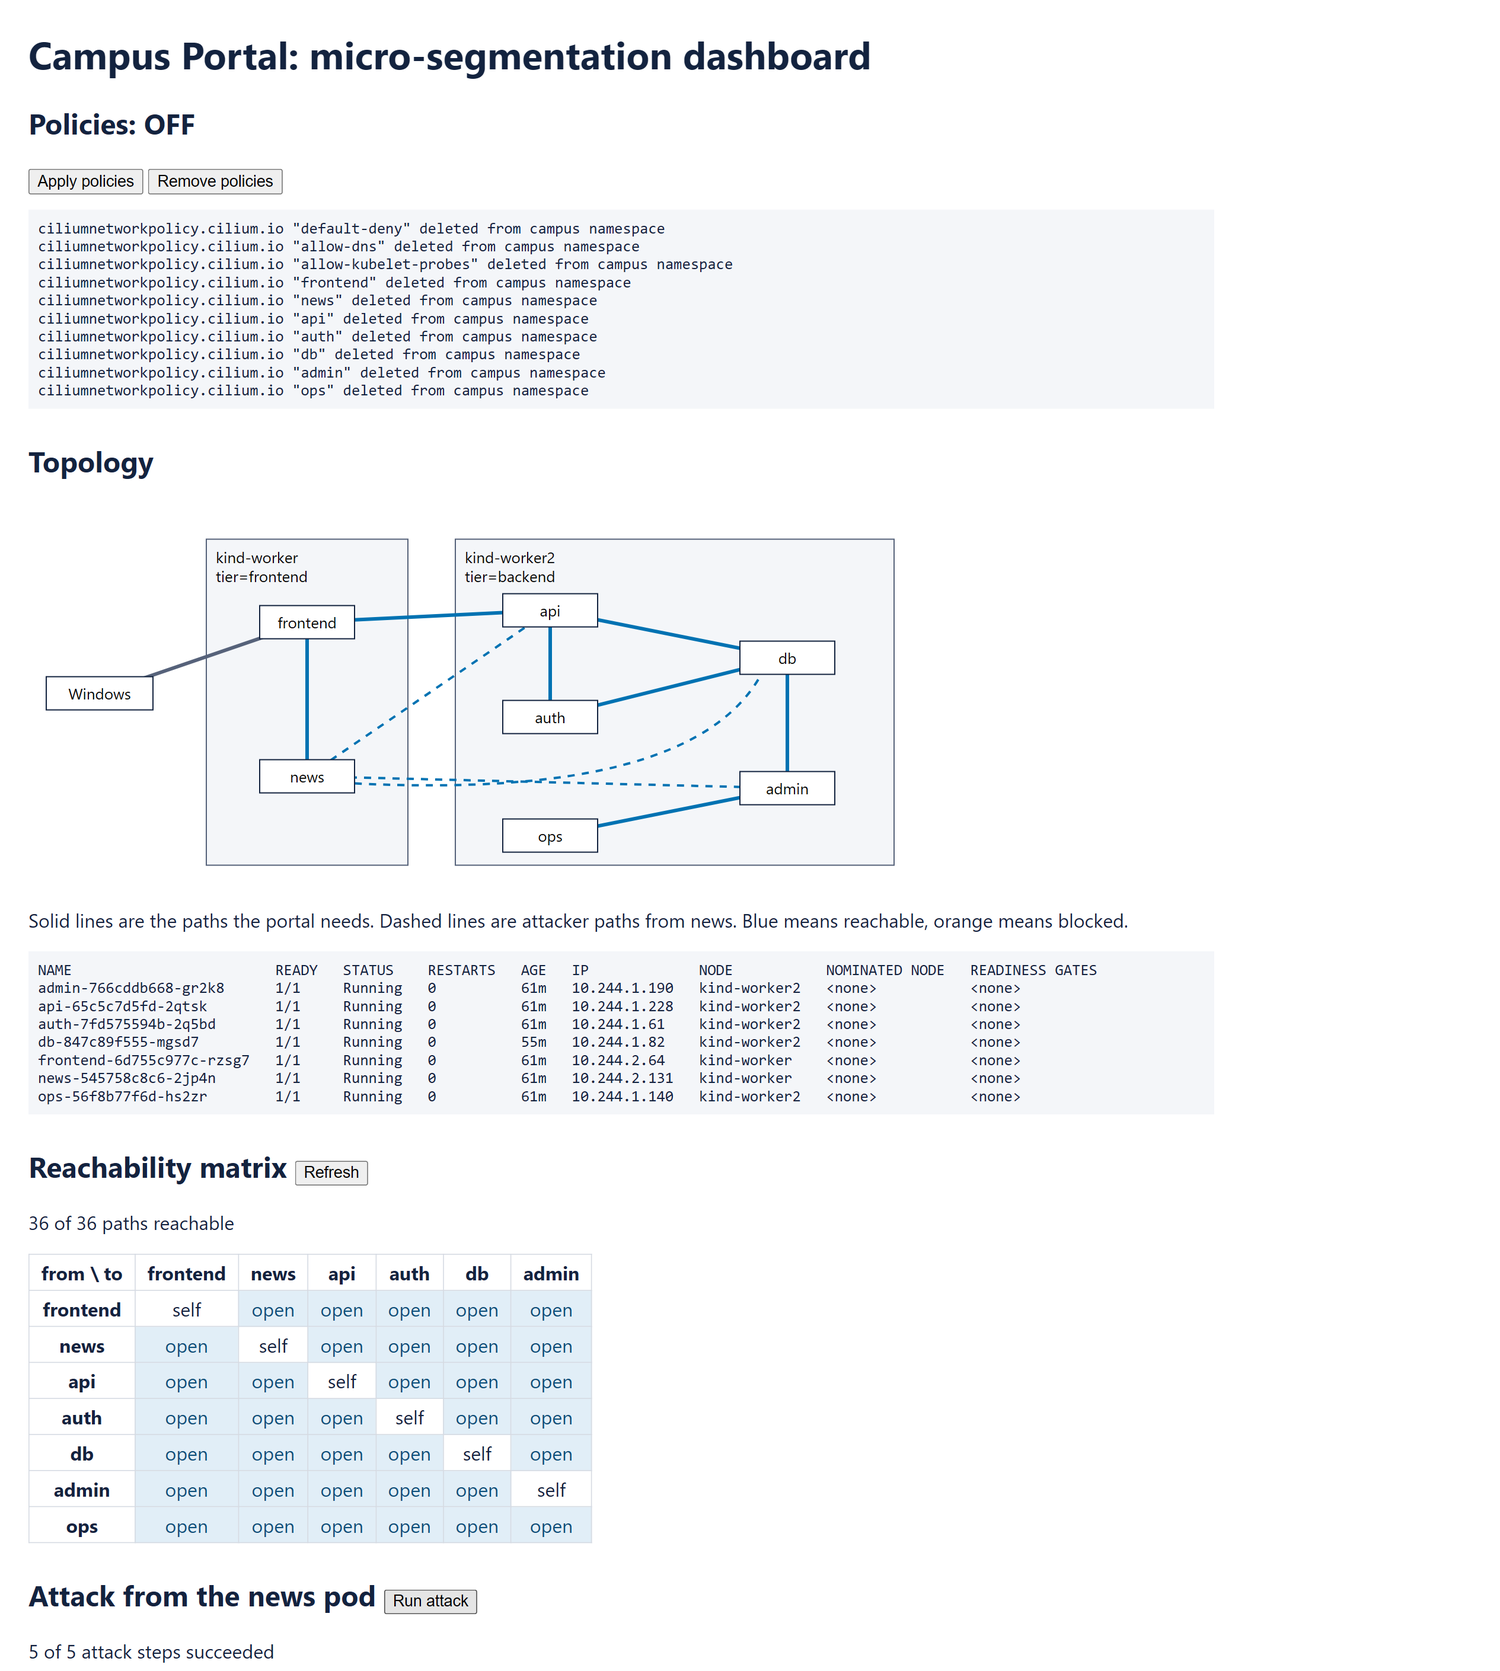 Campus Portal: micro-segmentation dashboard
Policies: OFF
Apply policies Remove policies
ciliumnetworkpolicy.cilium.io "default-deny" deleted from campus namespace
ciliumnetworkpolicy.cilium.io "allow-dns" deleted from campus namespace
ciliumnetworkpolicy.cilium.io "allow-kubelet-probes" deleted from campus namespace
ciliumnetworkpolicy.cilium.io "frontend" deleted from campus namespace
ciliumnetworkpolicy.cilium.io "news" deleted from campus namespace
ciliumnetworkpolicy.cilium.io "api" deleted from campus namespace
ciliumnetworkpolicy.cilium.io "auth" deleted from campus namespace
ciliumnetworkpolicy.cilium.io "db" deleted from campus namespace
ciliumnetworkpolicy.cilium.io "admin" deleted from campus namespace
ciliumnetworkpolicy.cilium.io "ops" deleted from campus namespace
Topology
kind-worker
tier=frontend
kind-worker2
tier=backend
frontend
api
db
Windows
auth
news
admin
ops
Solid lines are the paths the portal needs. Dashed lines are attacker paths from news. Blue means reachable, orange means blocked.
NAME READY STATUS RESTARTS AGE IP NODE NOMINATED NODE READINESS GATES
admin-766cddb668-gr2k8 1/1 Running 0 61m 10.244.1.190 kind-worker2 <none> <none>
api-65c5c7d5fd-2qtsk 1/1 Running 0 61m 10.244.1.228 kind-worker2 <none> <none>
auth-7fd575594b-2q5bd 1/1 Running 0 61m 10.244.1.61 kind-worker2 <none> <none>
db-847c89f555-mgsd7 1/1 Running 0 55m 10.244.1.82 kind-worker2 <none> <none>
frontend-6d755c977c-rzsg7 1/1 Running 0 61m 10.244.2.64 kind-worker <none> <none>
news-545758c8c6-2jp4n 1/1 Running 0 61m 10.244.2.131 kind-worker <none> <none>
ops-56f8b77f6d-hs2zr 1/1 Running 0 61m 10.244.1.140 kind-worker2 <none> <none>
Reachability matrix Refresh
36 of 36 paths reachable
from \ to frontend news api auth db admin
frontend self open open open open open
news open self open open open open
api open open self open open open
auth open open open self open open
db open open open open self open
admin open open open open open self
ops open open open open open open
Attack from the news pod Run attack
5 of 5 attack steps succeeded